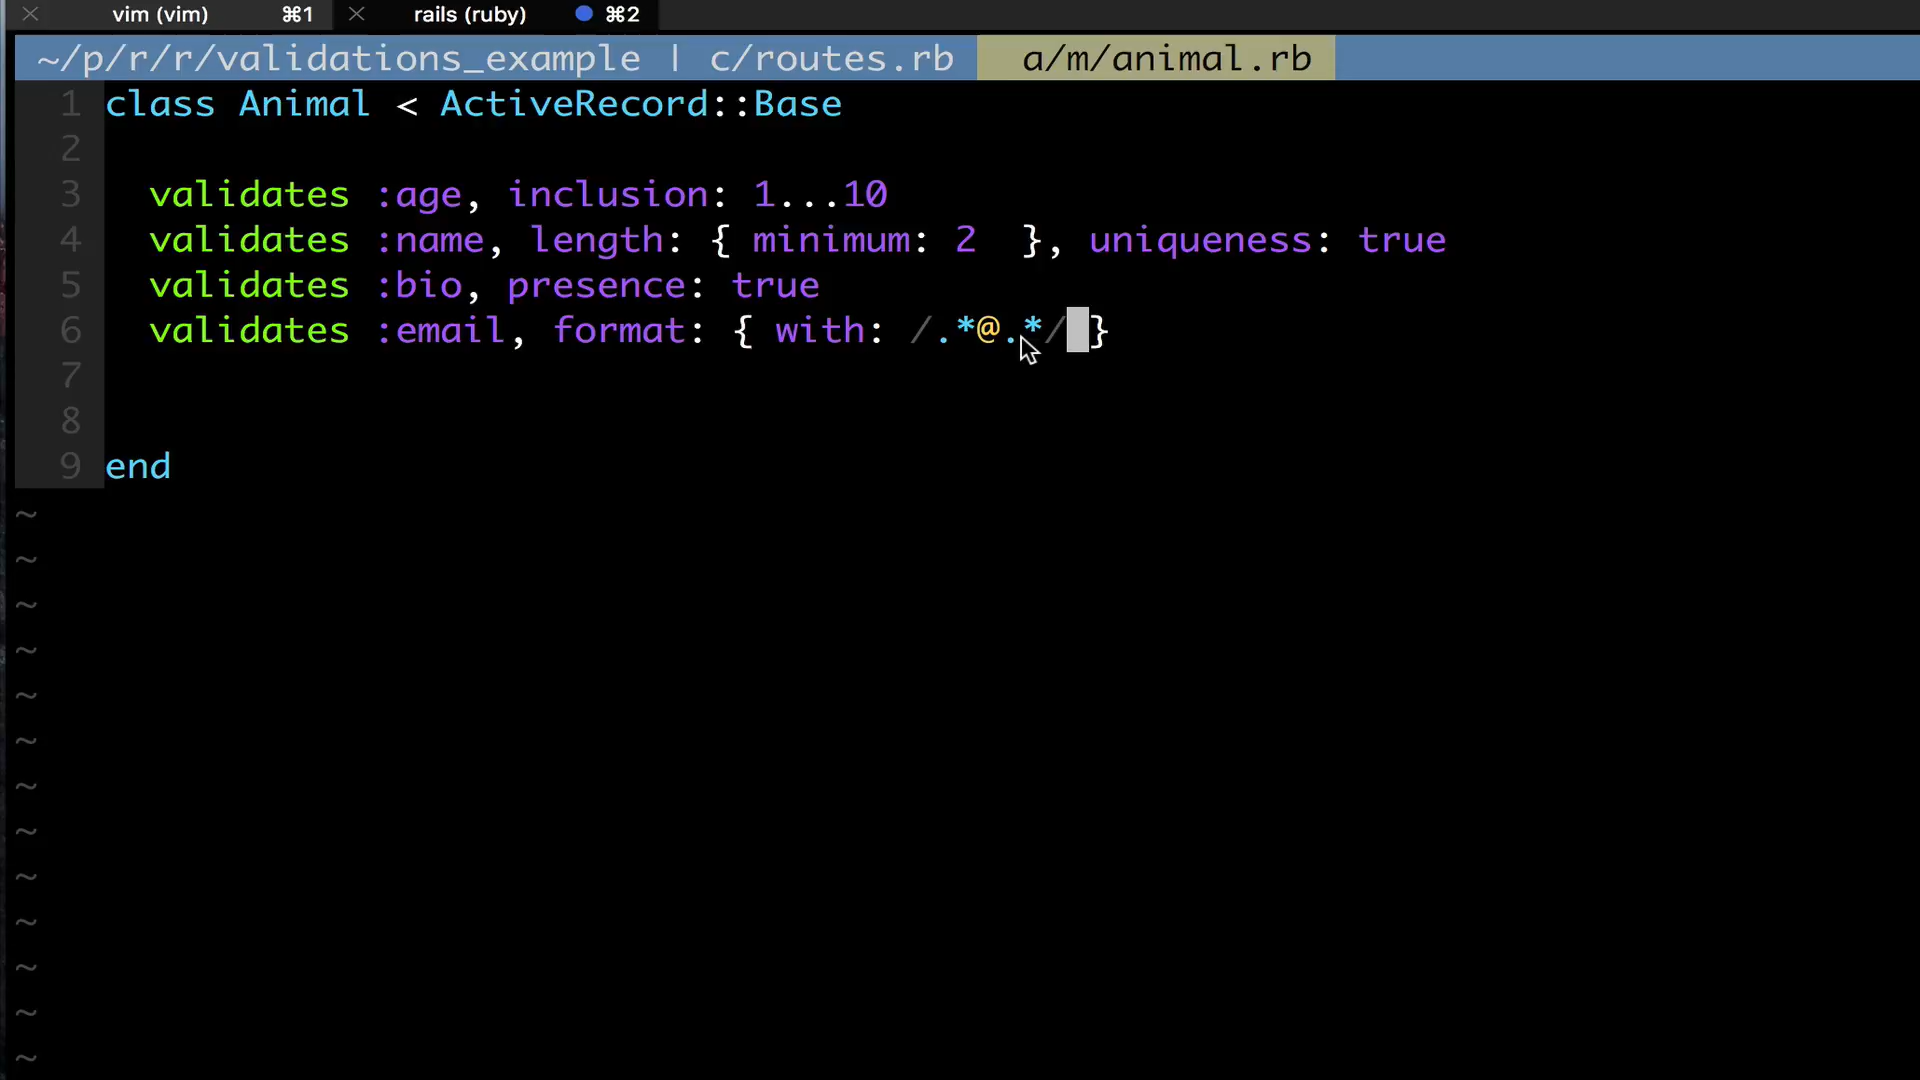 vim (vim) ⌘1 rails (ruby) ⌘2
~/p/r/r/validations_example | c/routes.rb a/m/animal.rb
1 class Animal < ActiveRecord::Base
2
3   validates :age, inclusion: 1...10
4   validates :name, length: { minimum: 2  }, uniqueness: true
5   validates :bio, presence: true
6   validates :email, format: { with: /.*@.*/ }
7
8
9 end
~
~
~
~
~
~
~
~
~
~
~
~
~